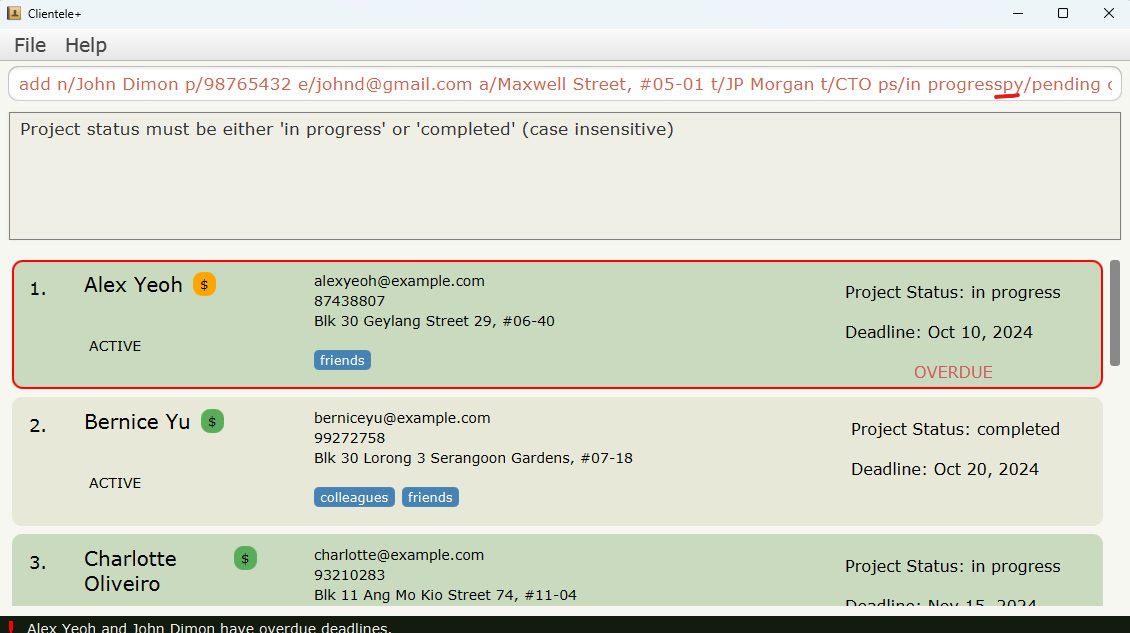 Clientele+
File Help
add n/John Dimon p/98765432 e/johnd@gmail.com a/Maxwell Street, #05-01 t/JP Morgan t/CTO ps/in progresspy/pending
Project status must be either 'in progress' or 'completed' (case insensitive)
1. Alex Yeoh $
ACTIVE
alexyeoh@example.com
87438807
Blk 30 Geylang Street 29, #06-40
friends
Project Status: in progress
Deadline: Oct 10, 2024
OVERDUE
2. Bernice Yu $
ACTIVE
berniceyu@example.com
99272758
Blk 30 Lorong 3 Serangoon Gardens, #07-18
colleagues friends
Project Status: completed
Deadline: Oct 20, 2024
3. Charlotte Oliveiro $
charlotte@example.com
93210283
Blk 11 Ang Mo Kio Street 74, #11-04
Project Status: in progress
Deadline: Nov 15, 2024
! Alex Yeoh and John Dimon have overdue deadlines.